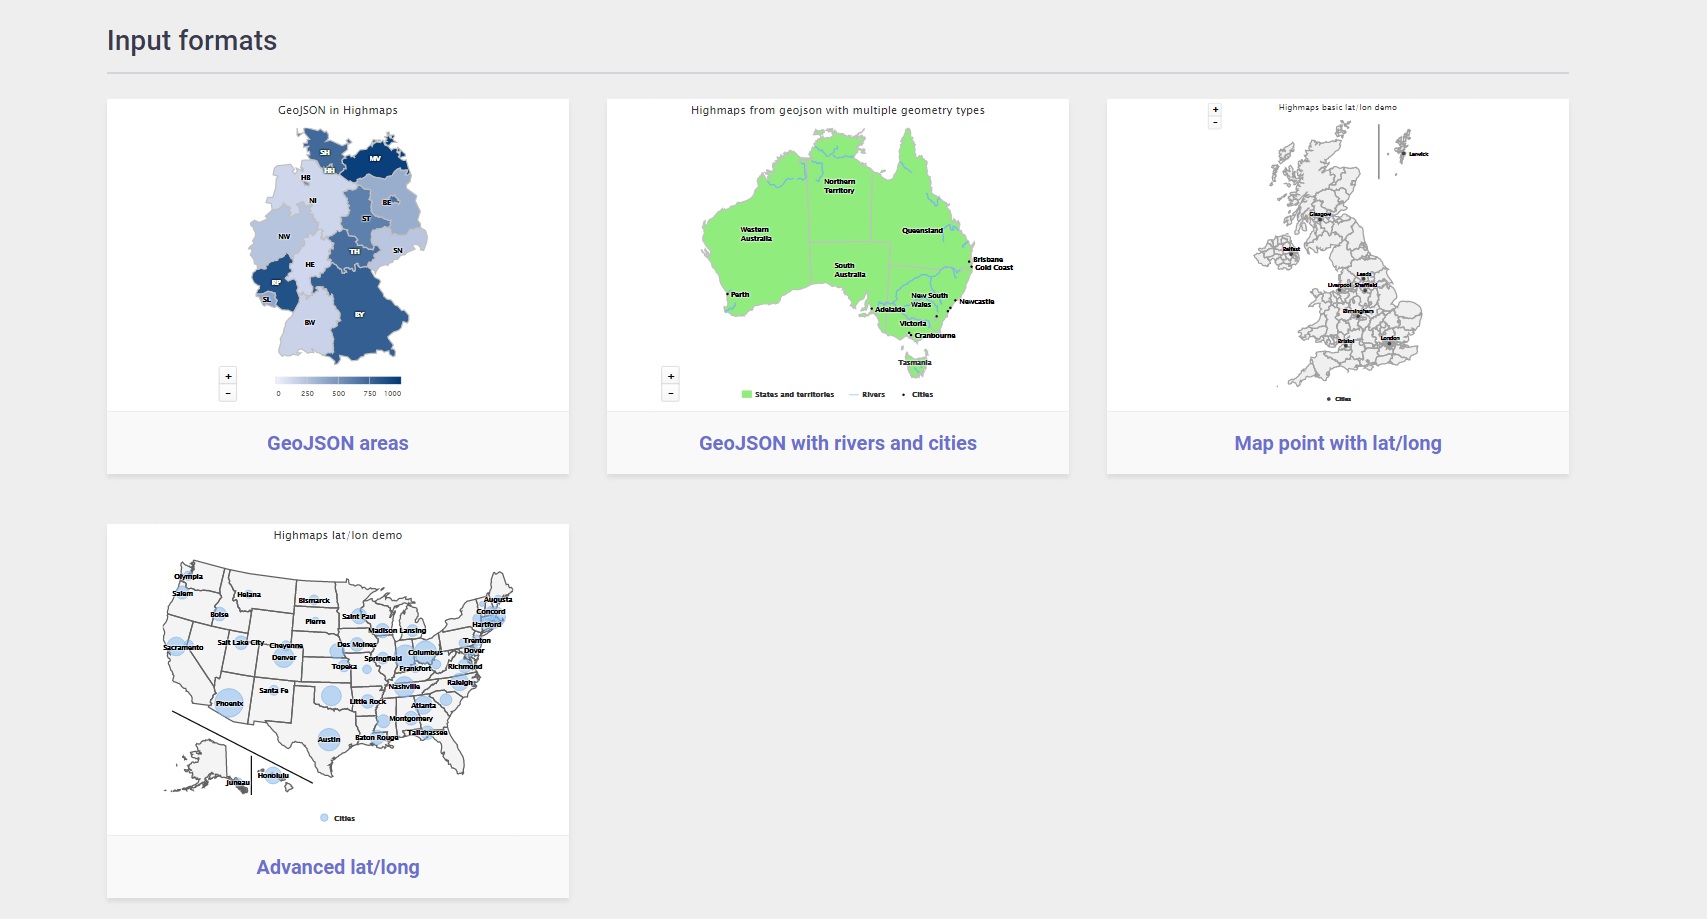 Input formats
GeoJSON in Highmaps
SH
MV
HH
HB
NI
BE
ST
NW
TH
SN
HE
RP
SL
BW
BY
+
-
0 250 500 750 1000
GeoJSON areas
Highmaps from geojson with multiple geometry types
Northern
Territory
Western
Australia
Queensland
South
Australia
Brisbane
Gold Coast
Perth
New South
Wales
Newcastle
Adelaide
Victoria
Cranbourne
Tasmania
+
-
States and territories Rivers Cities
GeoJSON with rivers and cities
+
-
Highmaps basic lat/lon demo
Lerwick
Glasgow
Belfast
Leeds
Liverpool Sheffield
Birmingham
Bristol
London
Cities
Map point with lat/long
Highmaps lat/lon demo
Olympia
Salem
Helana
Bismarck
Augusta
Boise
Pierre
Saint Paul
Concord
Madison Lansing
Hartford
Sacramento
Salt Lake City
Cheyenne
Des Moines
Trenton
Denver
Springfield
Columbus
Dover
Topeka
Frankfort
Richmond
Santa Fe
Nashville
Raleigh
Phoenix
Little Rock
Atlanta
Montgomery
Austin
Baton Rouge
Tallahassee
Juneau
Honolulu
Cities
Advanced lat/long